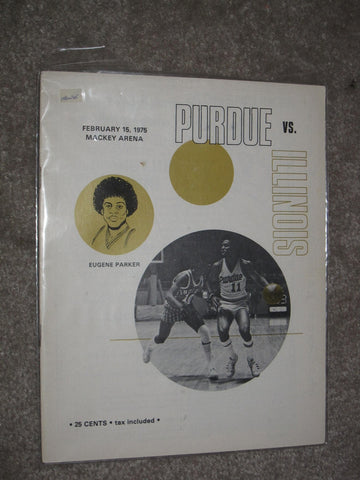 PURDUE VS.
ILLINOIS
FEBRUARY 15, 1975
MACKEY ARENA
EUGENE PARKER
11
• 25 CENTS • tax included •